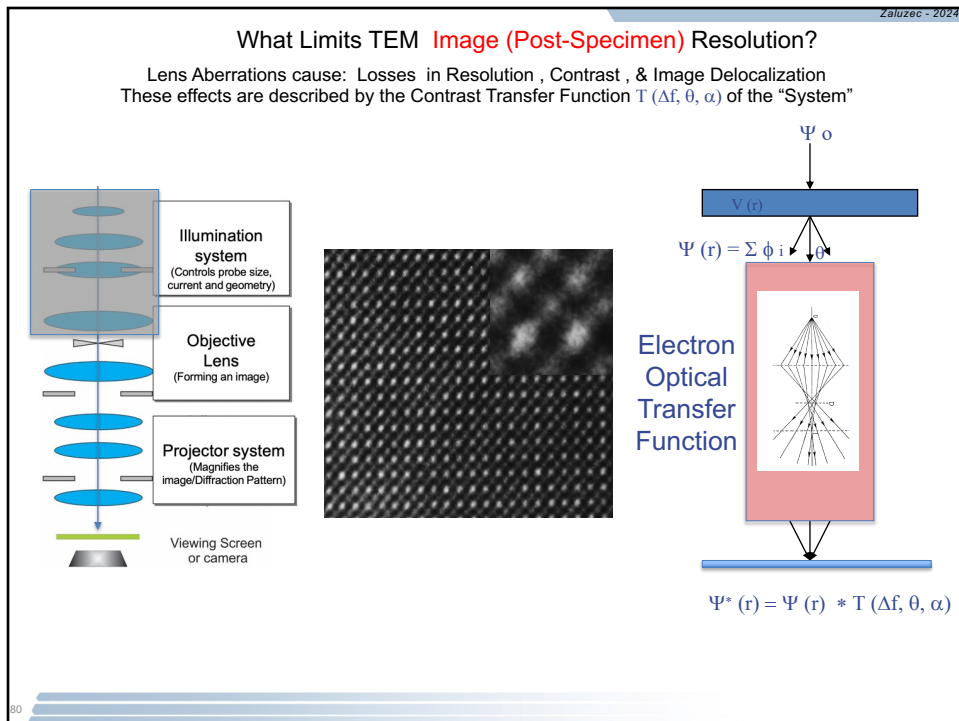 Zaluzec - 2024
What Limits TEM Image (Post-Specimen) Resolution?
Lens Aberrations cause: Losses in Resolution , Contrast , & Image Delocalization
These effects are described by the Contrast Transfer Function T (Δf, θ, α) of the “System”
Illumination
system
(Controls probe size,
current and geometry)
Objective
Lens
(Forming an image)
Projector system
(Magnifies the
image/Diffraction Pattern)
Viewing Screen
or camera
Ψ o
V (r)
Ψ (r) = Σ ϕ i
θ
Electron
Optical
Transfer
Function
Ψ* (r) = Ψ (r) * T (Δf, θ, α)
80